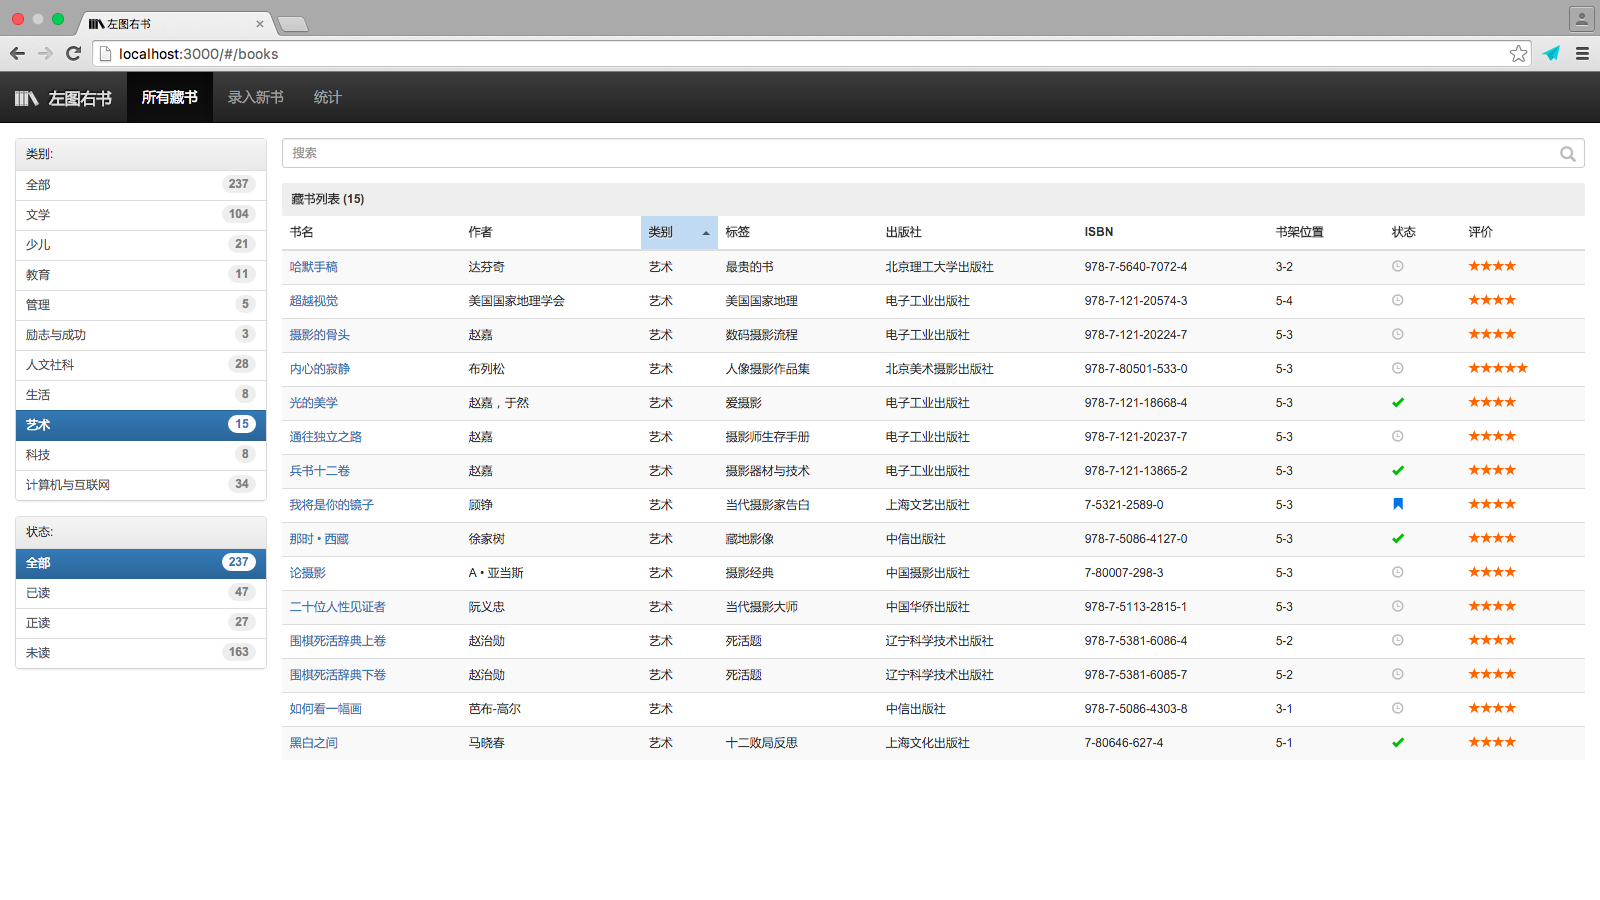 左图右书
localhost:3000/#/books
左图右书 所有藏书 录入新书 统计
类别:
全部 237
文学 104
少儿 21
教育 11
管理 5
励志与成功 3
人文社科 28
生活 8
艺术 15
科技 8
计算机与互联网 34
状态:
全部 237
已读 47
正读 27
未读 163
搜索
藏书列表 (15)
书名 作者 类别 标签 出版社 ISBN 书架位置 状态 评价
哈默手稿 达芬奇 艺术 最贵的书 北京理工大学出版社 978-7-5640-7072-4 3-2 ★★★★
超越视觉 美国国家地理学会 艺术 美国国家地理 电子工业出版社 978-7-121-20574-3 5-4 ★★★★
摄影的骨头 赵嘉 艺术 数码摄影流程 电子工业出版社 978-7-121-20224-7 5-3 ★★★★
内心的寂静 布列松 艺术 人像摄影作品集 北京美术摄影出版社 978-7-80501-533-0 5-3 ★★★★★
光的美学 赵嘉，于然 艺术 爱摄影 电子工业出版社 978-7-121-18668-4 5-3 ★★★★
通往独立之路 赵嘉 艺术 摄影师生存手册 电子工业出版社 978-7-121-20237-7 5-3 ★★★★
兵书十二卷 赵嘉 艺术 摄影器材与技术 电子工业出版社 978-7-121-13865-2 5-3 ★★★★
我将是你的镜子 顾铮 艺术 当代摄影家告白 上海文艺出版社 7-5321-2589-0 5-3 ★★★★
那时 • 西藏 徐家树 艺术 藏地影像 中信出版社 978-7-5086-4127-0 5-3 ★★★★
论摄影 A • 亚当斯 艺术 摄影经典 中国摄影出版社 7-80007-298-3 5-3 ★★★★
二十位人性见证者 阮义忠 艺术 当代摄影大师 中国华侨出版社 978-7-5113-2815-1 5-3 ★★★★
围棋死活辞典上卷 赵治勋 艺术 死活题 辽宁科学技术出版社 978-7-5381-6086-4 5-2 ★★★★
围棋死活辞典下卷 赵治勋 艺术 死活题 辽宁科学技术出版社 978-7-5381-6085-7 5-2 ★★★★
如何看一幅画 芭布-高尔 艺术 中信出版社 978-7-5086-4303-8 3-1 ★★★★
黑白之间 马晓春 艺术 十二败局反思 上海文化出版社 7-80646-627-4 5-1 ★★★★